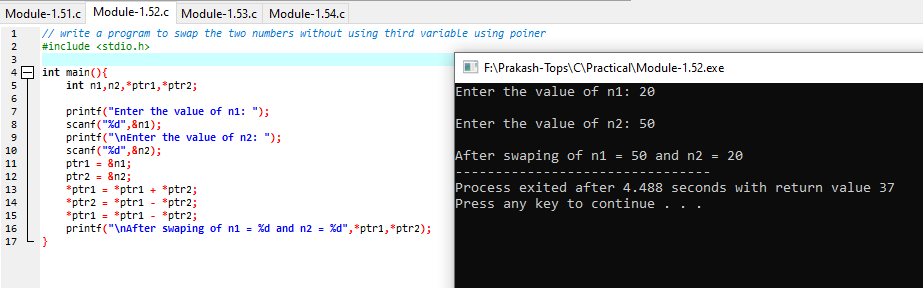 Module-1.51.c Module-1.52.c Module-1.53.c Module-1.54.c
1 // write a program to swap the two numbers without using third variable using poiner
2 #include <stdio.h>
3
4 int main(){
5 int n1,n2,*ptr1,*ptr2;
6
7 printf("Enter the value of n1: ");
8 scanf("%d",&n1);
9 printf("\nEnter the value of n2: ");
10 scanf("%d",&n2);
11 ptr1 = &n1;
12 ptr2 = &n2;
13 *ptr1 = *ptr1 + *ptr2;
14 *ptr2 = *ptr1 - *ptr2;
15 *ptr1 = *ptr1 - *ptr2;
16 printf("\nAfter swaping of n1 = %d and n2 = %d",*ptr1,*ptr2);
17 }
F:\Prakash-Tops\C\Practical\Module-1.52.exe
Enter the value of n1: 20
Enter the value of n2: 50
After swaping of n1 = 50 and n2 = 20
--------------------------------
Process exited after 4.488 seconds with return value 37
Press any key to continue . . .